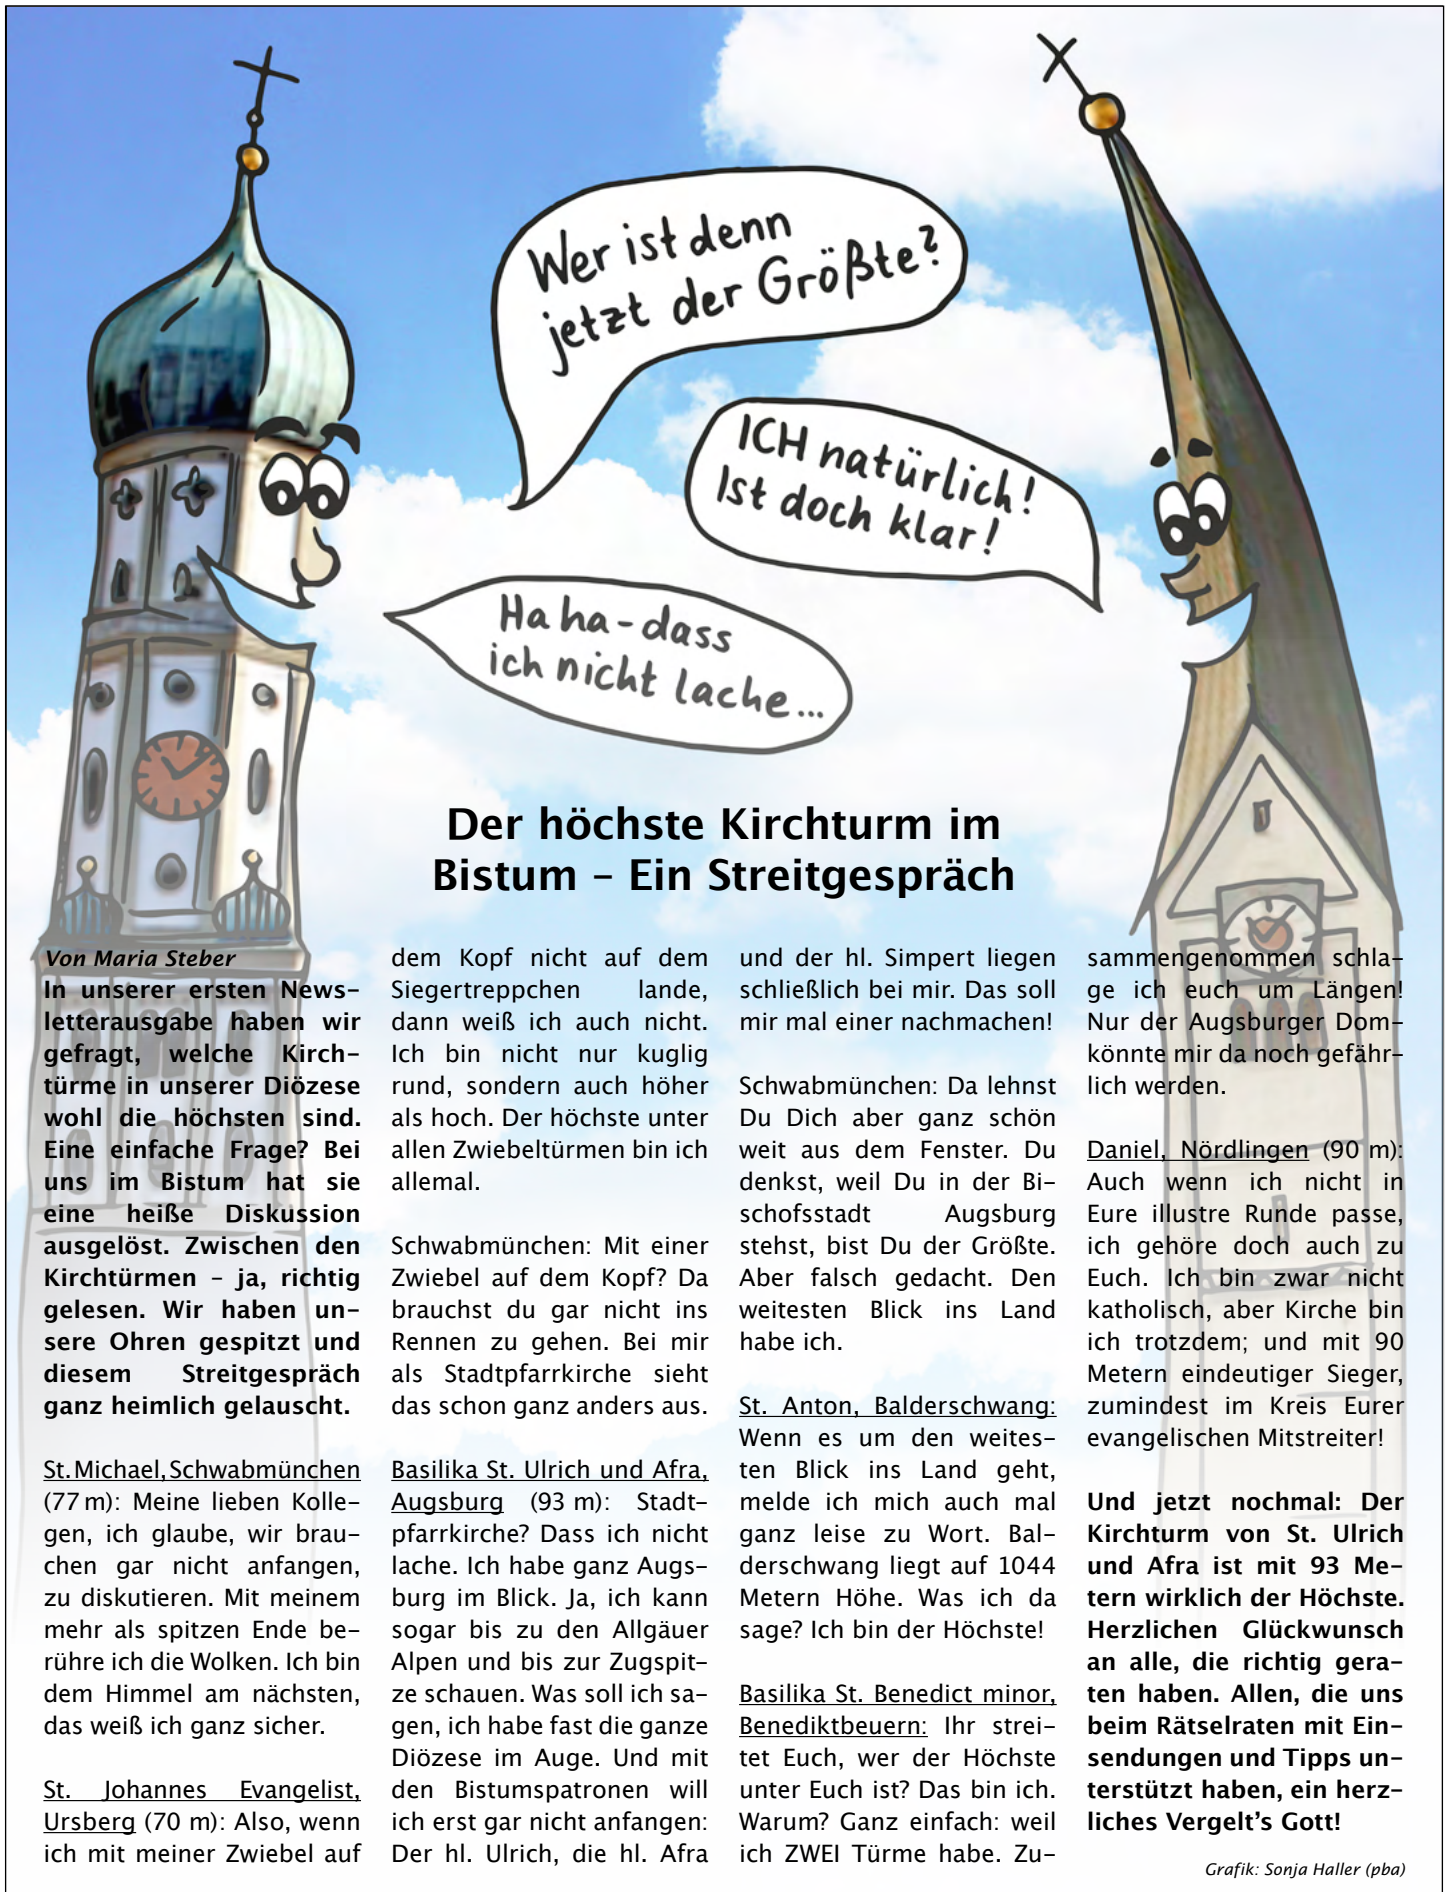 Wer ist denn
jetzt der Größte?
ICH natürlich!
Ist doch klar!
Ha ha - dass
ich nicht lache...
Der höchste Kirchturm im
Bistum – Ein Streitgespräch
Von Maria Steber
In unserer ersten News-
letterausgabe haben wir
gefragt, welche Kirch-
türme in unserer Diözese
wohl die höchsten sind.
Eine einfache Frage? Bei
uns im Bistum hat sie
eine heiße Diskussion
ausgelöst. Zwischen den
Kirchtürmen – ja, richtig
gelesen. Wir haben un-
sere Ohren gespitzt und
diesem Streitgespräch
ganz heimlich gelauscht.
St. Michael, Schwabmünchen
(77 m): Meine lieben Kolle-
gen, ich glaube, wir brau-
chen gar nicht anfangen,
zu diskutieren. Mit meinem
mehr als spitzen Ende be-
rühre ich die Wolken. Ich bin
dem Himmel am nächsten,
das weiß ich ganz sicher.
St. Johannes Evangelist,
Ursberg (70 m): Also, wenn
ich mit meiner Zwiebel auf
dem Kopf nicht auf dem
Siegertreppchen lande,
dann weiß ich auch nicht.
Ich bin nicht nur kuglig
rund, sondern auch höher
als hoch. Der höchste unter
allen Zwiebeltürmen bin ich
allemal.
Schwabmünchen: Mit einer
Zwiebel auf dem Kopf? Da
brauchst du gar nicht ins
Rennen zu gehen. Bei mir
als Stadtpfarrkirche sieht
das schon ganz anders aus.
Basilika St. Ulrich und Afra,
Augsburg (93 m): Stadt-
pfarrkirche? Dass ich nicht
lache. Ich habe ganz Augs-
burg im Blick. Ja, ich kann
sogar bis zu den Allgäuer
Alpen und bis zur Zugspit-
ze schauen. Was soll ich sa-
gen, ich habe fast die ganze
Diözese im Auge. Und mit
den Bistumspatronen will
ich erst gar nicht anfangen:
Der hl. Ulrich, die hl. Afra
und der hl. Simpert liegen
schließlich bei mir. Das soll
mir mal einer nachmachen!
Schwabmünchen: Da lehnst
Du Dich aber ganz schön
weit aus dem Fenster. Du
denkst, weil Du in der Bi-
schofsstadt Augsburg
stehst, bist Du der Größte.
Aber falsch gedacht. Den
weitesten Blick ins Land
habe ich.
St. Anton, Balderschwang:
Wenn es um den weites-
ten Blick ins Land geht,
melde ich mich auch mal
ganz leise zu Wort. Bal-
derschwang liegt auf 1044
Metern Höhe. Was ich da
sage? Ich bin der Höchste!
Basilika St. Benedict minor,
Benediktbeuern: Ihr strei-
tet Euch, wer der Höchste
unter Euch ist? Das bin ich.
Warum? Ganz einfach: weil
ich ZWEI Türme habe. Zu-
sammengenommen schla-
ge ich euch um Längen!
Nur der Augsburger Dom-
könnte mir da noch gefähr-
lich werden.
Daniel, Nördlingen (90 m):
Auch wenn ich nicht in
Eure illustre Runde passe,
ich gehöre doch auch zu
Euch. Ich bin zwar nicht
katholisch, aber Kirche bin
ich trotzdem; und mit 90
Metern eindeutiger Sieger,
zumindest im Kreis Eurer
evangelischen Mitstreiter!
Und jetzt nochmal: Der
Kirchturm von St. Ulrich
und Afra ist mit 93 Me-
tern wirklich der Höchste.
Herzlichen Glückwunsch
an alle, die richtig gera-
ten haben. Allen, die uns
beim Rätselraten mit Ein-
sendungen und Tipps un-
terstützt haben, ein herz-
liches Vergelt's Gott!
Grafik: Sonja Haller (pba)